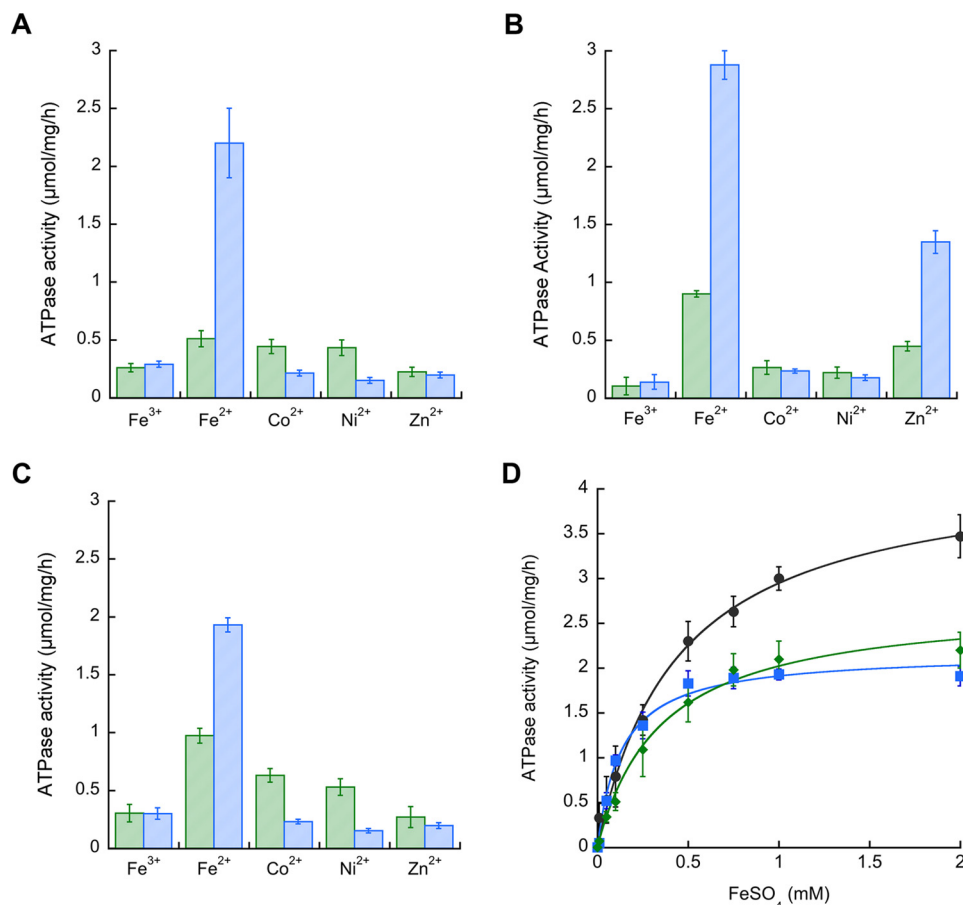 A
ATPase activity (µmol/mg/h)
3
2.5
2
1.5
1
0.5
0
Fe³⁺ Fe²⁺ Co²⁺ Ni²⁺ Zn²⁺
B
ATPase Activity (µmol/mg/h)
3
2.5
2
1.5
1
0.5
0
Fe³⁺ Fe²⁺ Co²⁺ Ni²⁺ Zn²⁺
C
ATPase activity (µmol/mg/h)
3
2.5
2
1.5
1
0.5
0
Fe³⁺ Fe²⁺ Co²⁺ Ni²⁺ Zn²⁺
D
ATPase activity (µmol/mg/h)
4
3.5
3
2.5
2
1.5
1
0.5
0
0 0.5 1 1.5 2
FeSO₄ (mM)